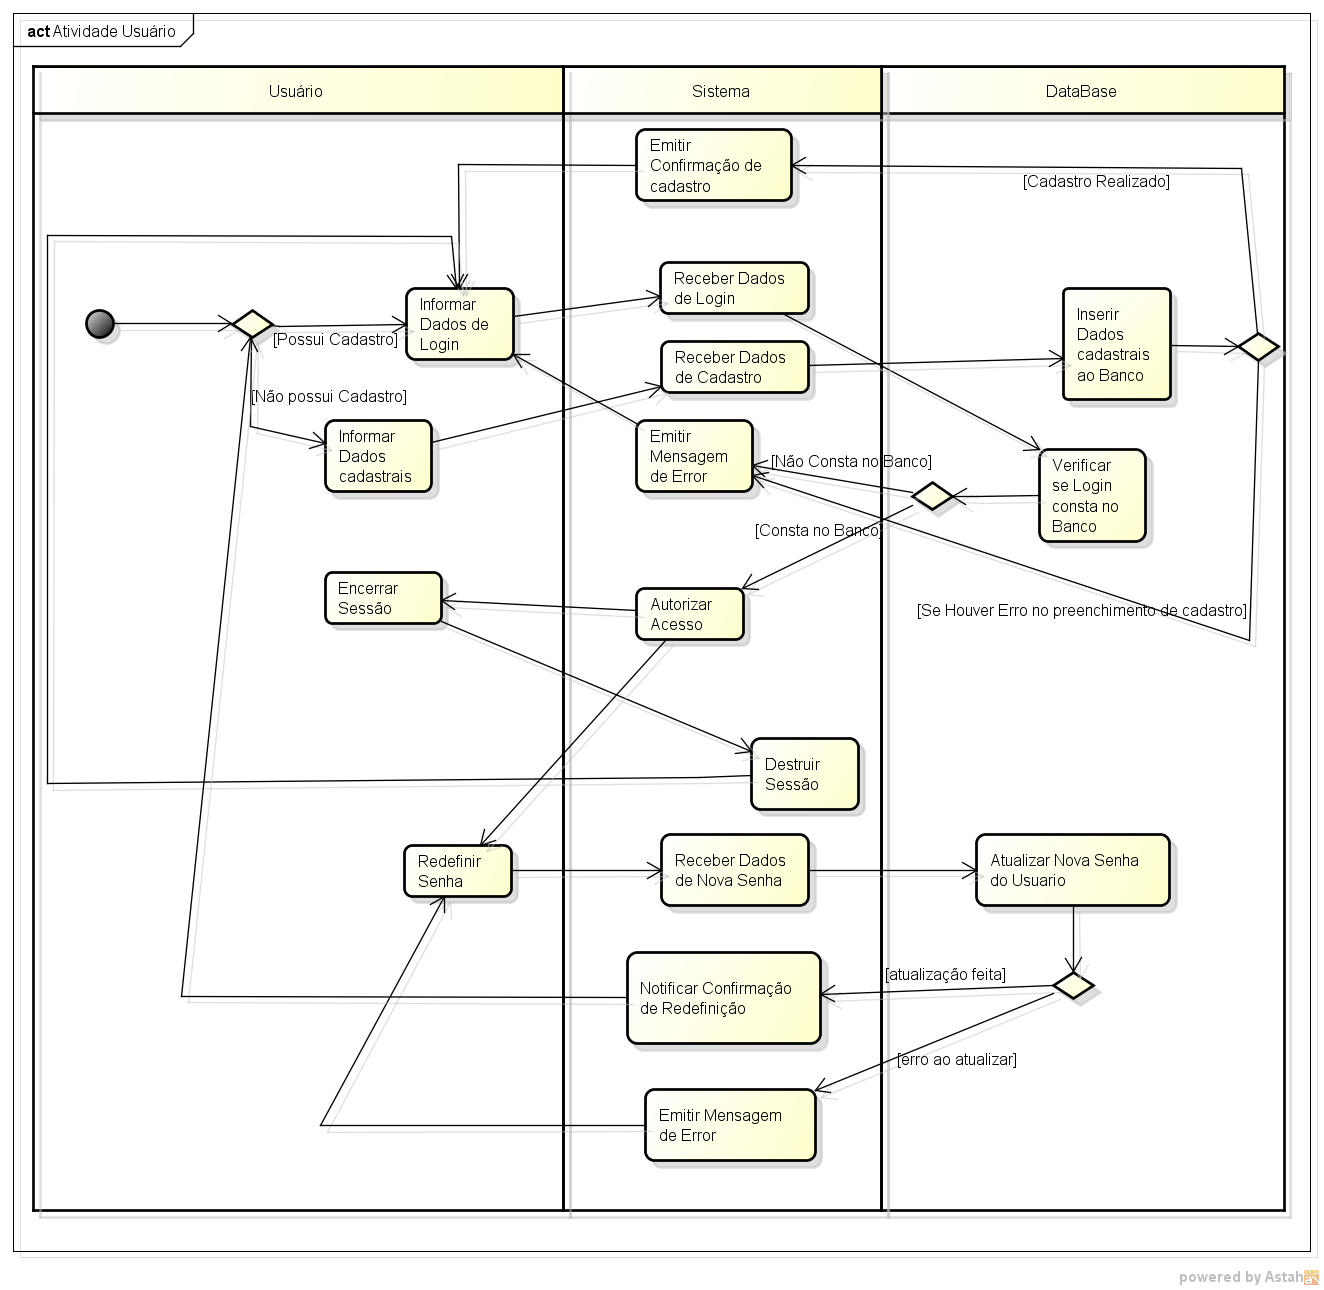 act Atividade Usuário
Usuário
Sistema
DataBase
Emitir
Confirmação de
cadastro
[Cadastro Realizado]
Receber Dados
de Login
Informar
Dados de
Login
Inserir
Dados
cadastrais
ao Banco
[Possui Cadastro]
Receber Dados
de Cadastro
[Não possui Cadastro]
Informar
Dados
cadastrais
Emitir
Mensagem
de Error
[Não Consta no Banco]
Verificar
se Login
consta no
Banco
[Consta no Banco]
Encerrar
Sessão
Autorizar
Acesso
[Se Houver Erro no preenchimento de cadastro]
Destruir
Sessão
Redefinir
Senha
Receber Dados
de Nova Senha
Atualizar Nova Senha
do Usuario
[atualização feita]
Notificar Confirmação
de Redefinição
[erro ao atualizar]
Emitir Mensagem
de Error
powered by Astah